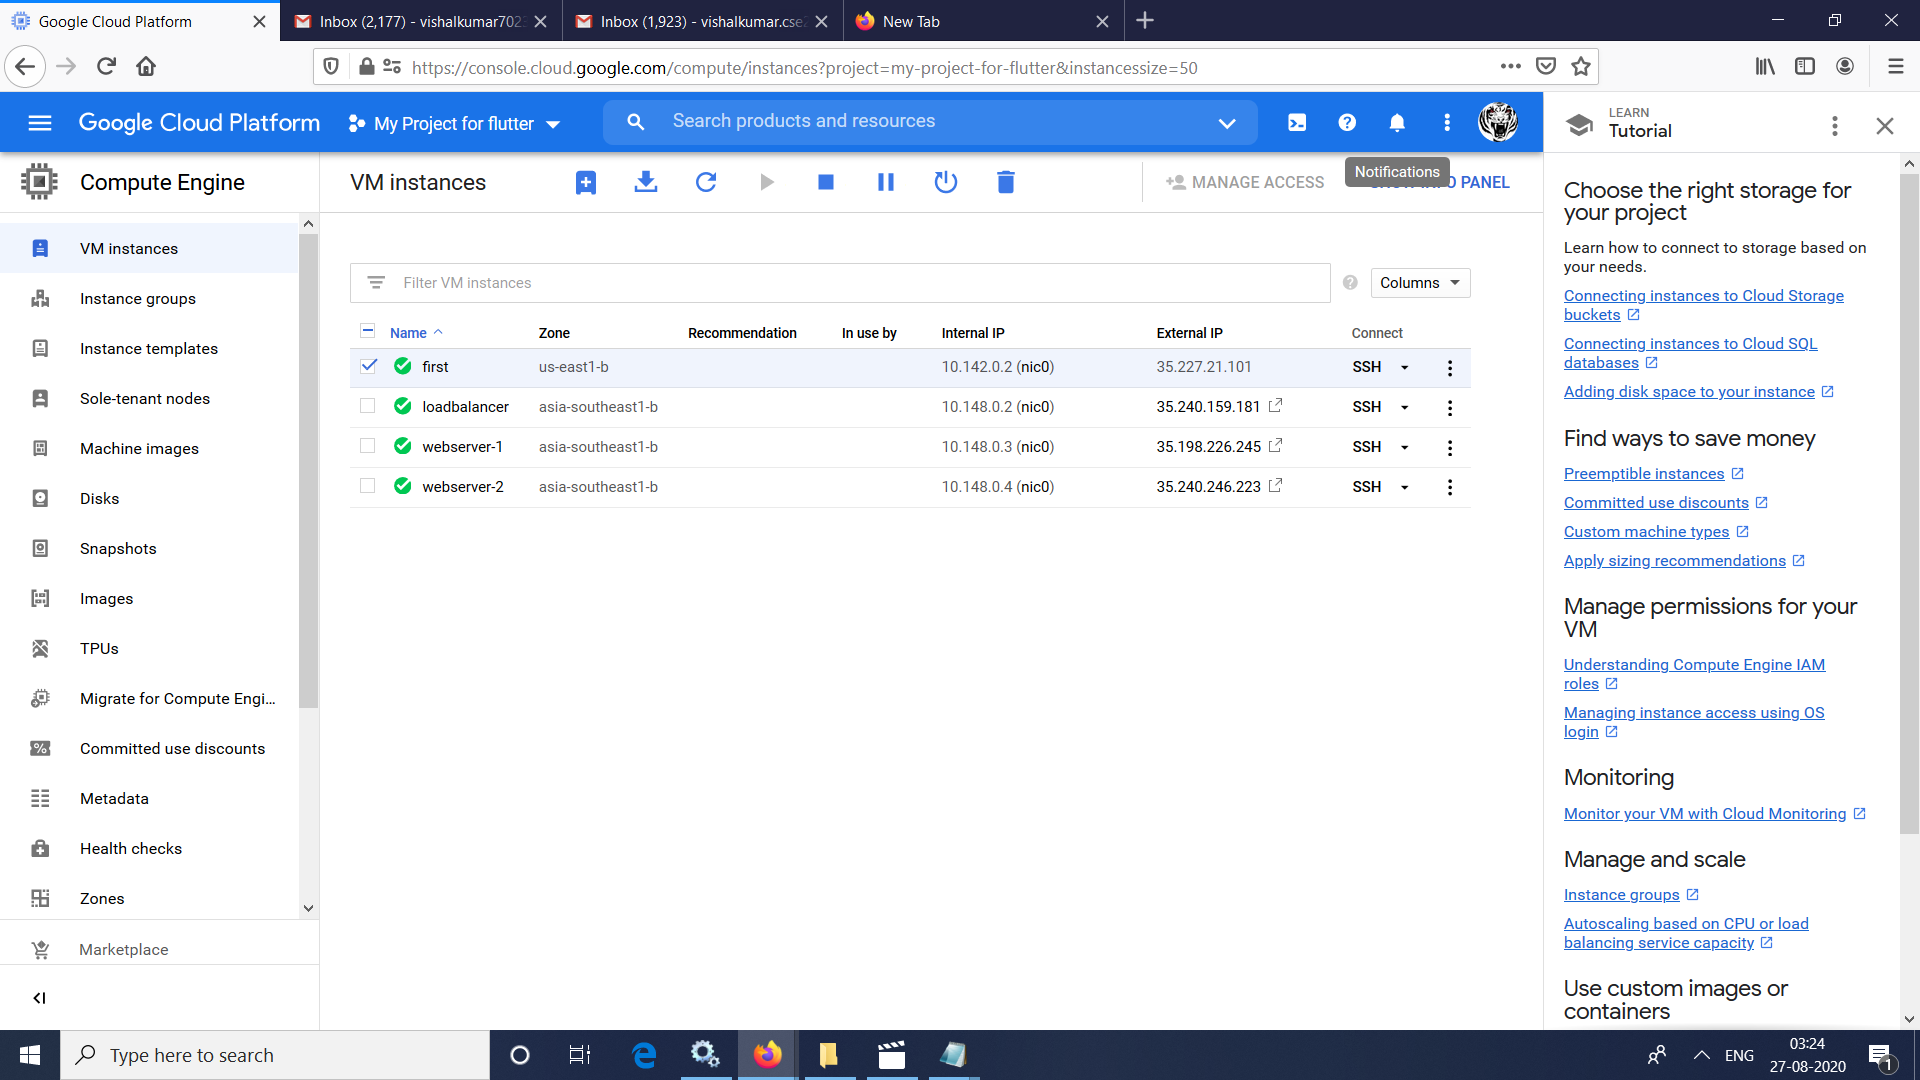 Google Cloud Platform
Inbox (2,177) - vishalkumar702
Inbox (1,923) - vishalkumar.cse
New Tab
https://console.cloud.google.com/compute/instances?project=my-project-for-flutter&instancessize=50
Google Cloud Platform
My Project for flutter
Search products and resources
LEARN
Tutorial
Notifications
Compute Engine
VM instances
MANAGE ACCESS
O PANEL
VM instances
Instance groups
Instance templates
Sole-tenant nodes
Machine images
Disks
Snapshots
Images
TPUs
Migrate for Compute Engi...
Committed use discounts
Metadata
Health checks
Zones
Marketplace
Filter VM instances
Columns
Name Zone Recommendation In use by Internal IP External IP Connect
first us-east1-b 10.142.0.2 (nic0) 35.227.21.101 SSH
loadbalancer asia-southeast1-b 10.148.0.2 (nic0) 35.240.159.181 SSH
webserver-1 asia-southeast1-b 10.148.0.3 (nic0) 35.198.226.245 SSH
webserver-2 asia-southeast1-b 10.148.0.4 (nic0) 35.240.246.223 SSH
Choose the right storage for
your project
Learn how to connect to storage based on
your needs.
Connecting instances to Cloud Storage
buckets
Connecting instances to Cloud SQL
databases
Adding disk space to your instance
Find ways to save money
Preemptible instances
Committed use discounts
Custom machine types
Apply sizing recommendations
Manage permissions for your
VM
Understanding Compute Engine IAM
roles
Managing instance access using OS
login
Monitoring
Monitor your VM with Cloud Monitoring
Manage and scale
Instance groups
Autoscaling based on CPU or load
balancing service capacity
Use custom images or
containers
Type here to search
ENG
03:24
27-08-2020
1